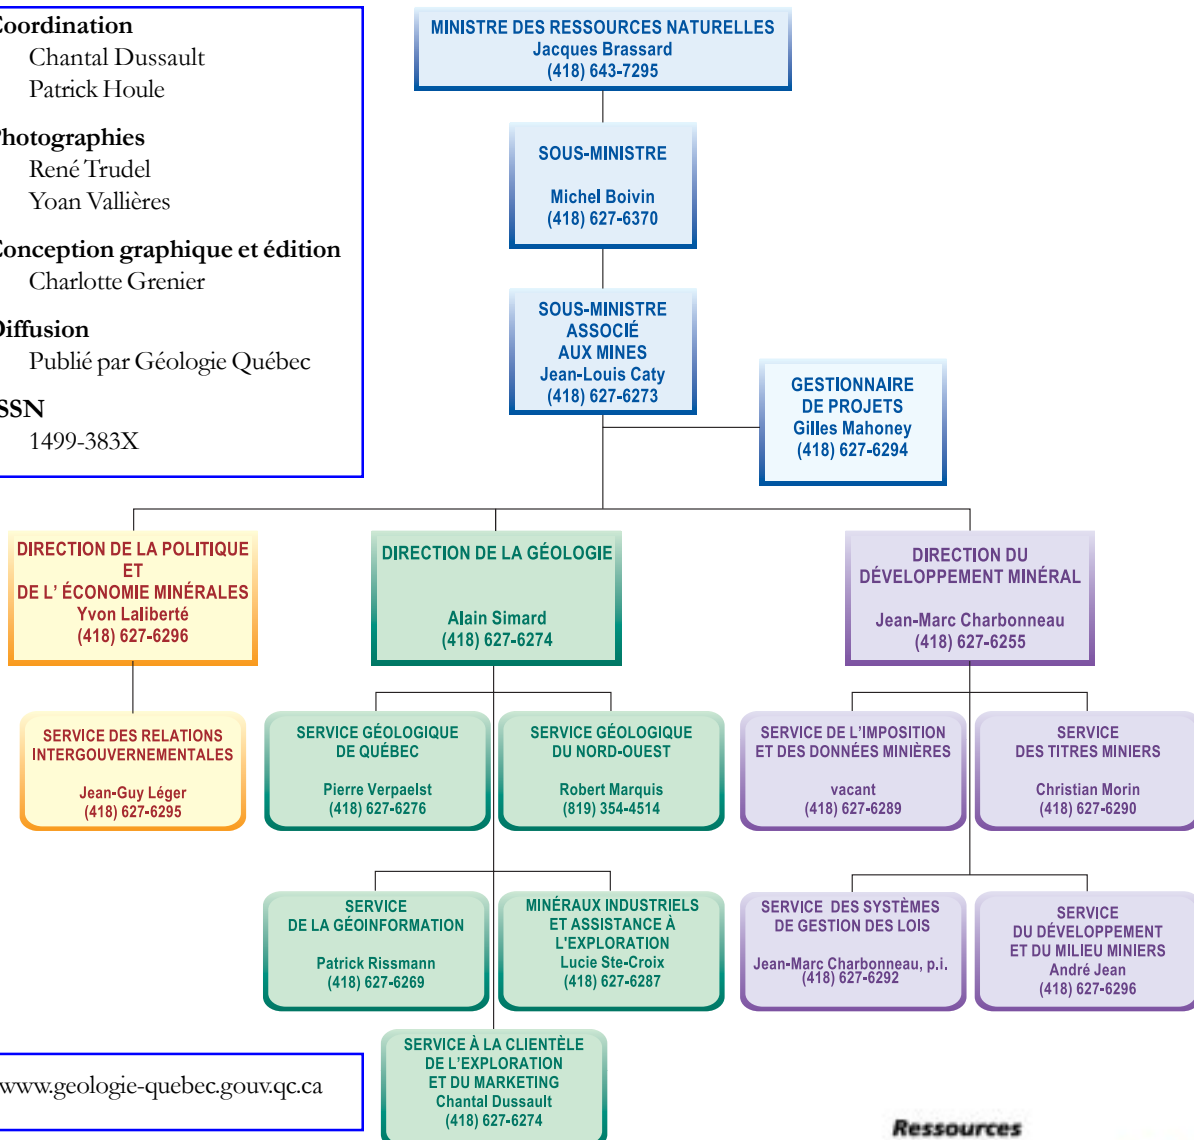 Coordination
Chantal Dussault
Patrick Houle
Photographies
René Trudel
Yoan Vallières
Conception graphique et édition
Charlotte Grenier
Diffusion
Publié par Géologie Québec
ISSN
1499-383X
MINISTRE DES RESSOURCES NATURELLES
Jacques Brassard
(418) 643-7295
SOUS-MINISTRE
Michel Boivin
(418) 627-6370
SOUS-MINISTRE
ASSOCIÉ
AUX MINES
Jean-Louis Caty
(418) 627-6273
GESTIONNAIRE
DE PROJETS
Gilles Mahoney
(418) 627-6294
DIRECTION DE LA POLITIQUE
ET
DE L' ÉCONOMIE MINÉRALES
Yvon Laliberté
(418) 627-6296
DIRECTION DE LA GÉOLOGIE
Alain Simard
(418) 627-6274
DIRECTION DU
DÉVELOPPEMENT MINÉRAL
Jean-Marc Charbonneau
(418) 627-6255
SERVICE DES RELATIONS
INTERGOUVERNEMENTALES
Jean-Guy Léger
(418) 627-6295
SERVICE GÉOLOGIQUE
DE QUÉBEC
Pierre Verpaelst
(418) 627-6276
SERVICE GÉOLOGIQUE
DU NORD-OUEST
Robert Marquis
(819) 354-4514
SERVICE DE L'IMPOSITION
ET DES DONNÉES MINIÈRES
vacant
(418) 627-6289
SERVICE
DES TITRES MINIERS
Christian Morin
(418) 627-6290
SERVICE
DE LA GÉOINFORMATION
Patrick Rissmann
(418) 627-6269
MINÉRAUX INDUSTRIELS
ET ASSISTANCE À
L'EXPLORATION
Lucie Ste-Croix
(418) 627-6287
SERVICE DES SYSTÈMES
DE GESTION DES LOIS
Jean-Marc Charbonneau, p.i.
(418) 627-6292
SERVICE
DU DÉVELOPPEMENT
ET DU MILIEU MINIERS
André Jean
(418) 627-6296
SERVICE À LA CLIENTÈLE
DE L'EXPLORATION
ET DU MARKETING
Chantal Dussault
(418) 627-6274
www.geologie-quebec.gouv.qc.ca
Ressources